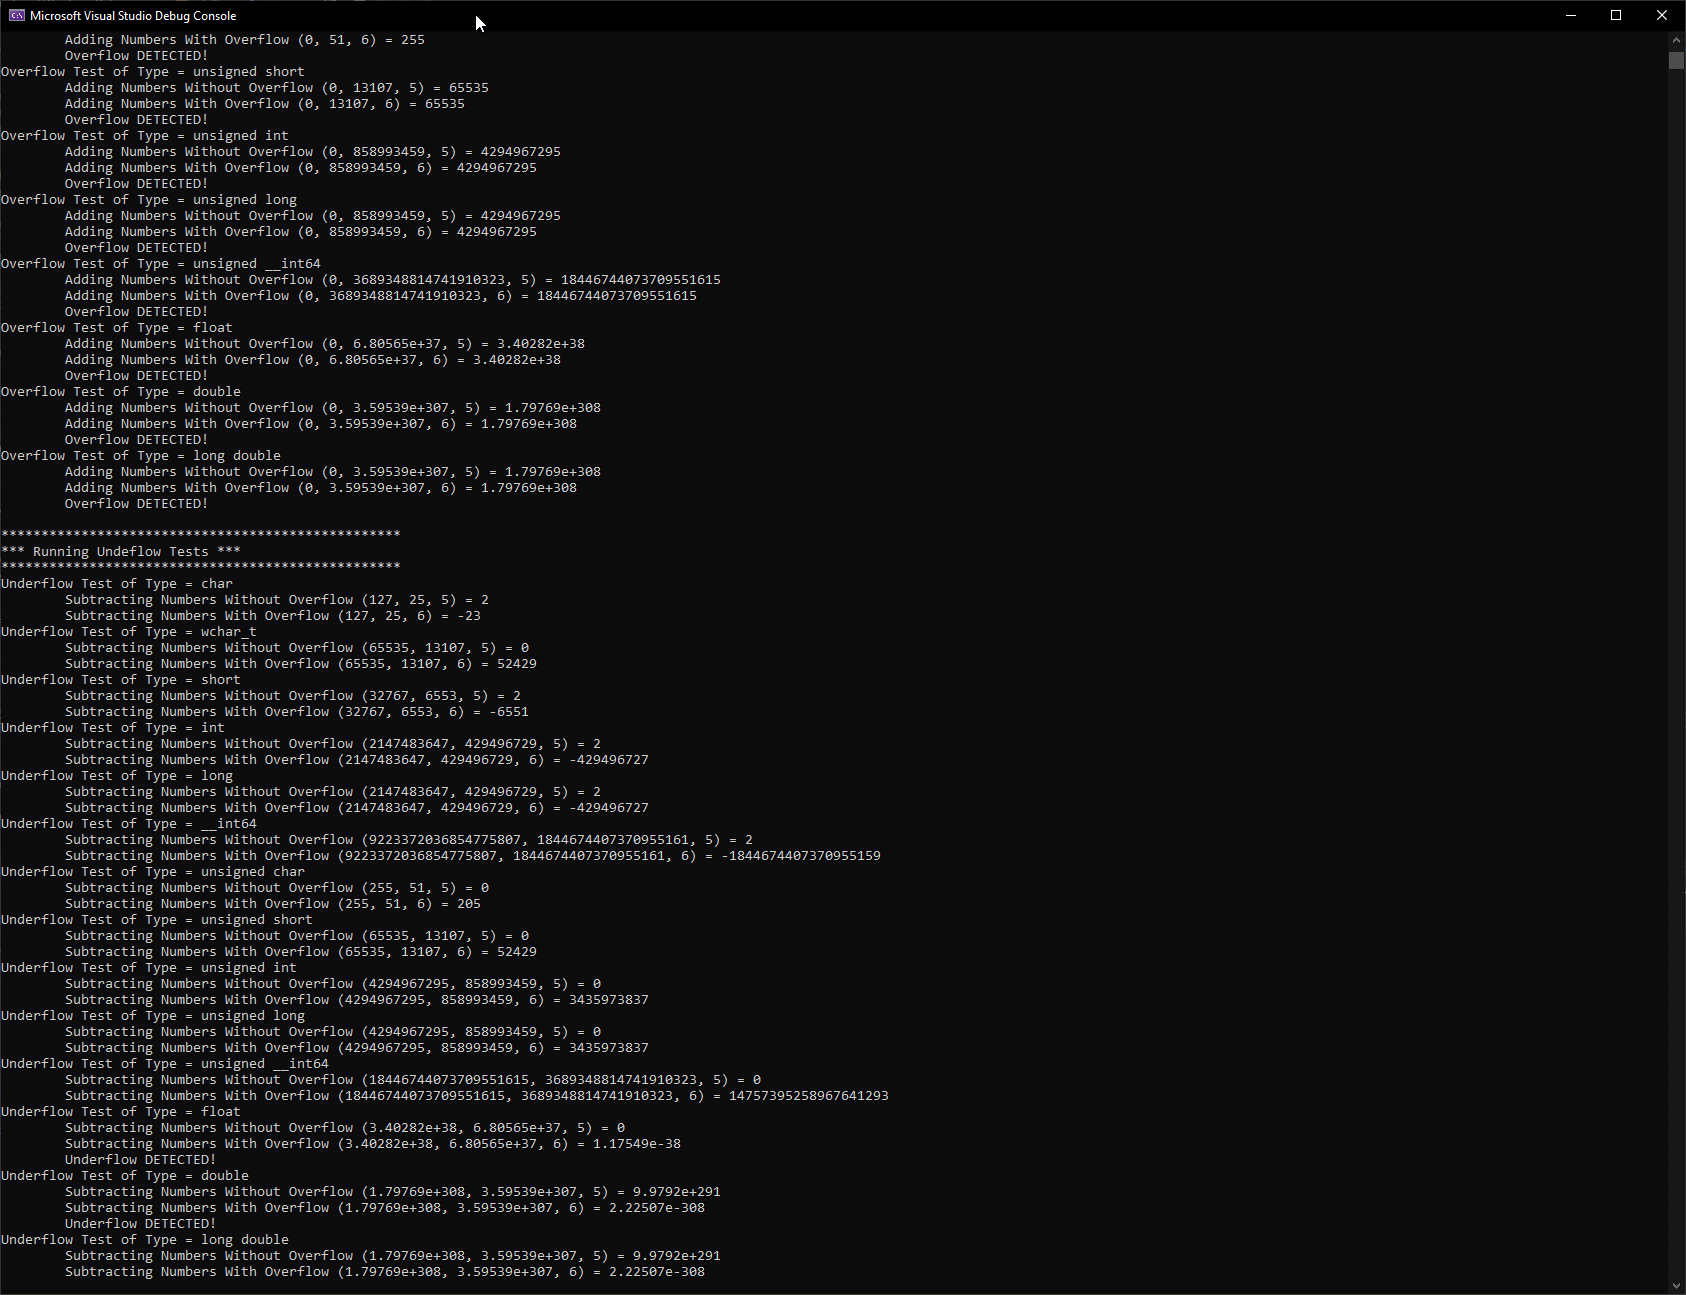 Microsoft Visual Studio Debug Console
Adding Numbers With Overflow (0, 51, 6) = 255
Overflow DETECTED!
Overflow Test of Type = unsigned short
Adding Numbers Without Overflow (0, 13107, 5) = 65535
Adding Numbers With Overflow (0, 13107, 6) = 65535
Overflow DETECTED!
Overflow Test of Type = unsigned int
Adding Numbers Without Overflow (0, 858993459, 5) = 4294967295
Adding Numbers With Overflow (0, 858993459, 6) = 4294967295
Overflow DETECTED!
Overflow Test of Type = unsigned long
Adding Numbers Without Overflow (0, 858993459, 5) = 4294967295
Adding Numbers With Overflow (0, 858993459, 6) = 4294967295
Overflow DETECTED!
Overflow Test of Type = unsigned __int64
Adding Numbers Without Overflow (0, 3689348814741910323, 5) = 18446744073709551615
Adding Numbers With Overflow (0, 3689348814741910323, 6) = 18446744073709551615
Overflow DETECTED!
Overflow Test of Type = float
Adding Numbers Without Overflow (0, 6.80565e+37, 5) = 3.40282e+38
Adding Numbers With Overflow (0, 6.80565e+37, 6) = 3.40282e+38
Overflow DETECTED!
Overflow Test of Type = double
Adding Numbers Without Overflow (0, 3.59539e+307, 5) = 1.79769e+308
Adding Numbers With Overflow (0, 3.59539e+307, 6) = 1.79769e+308
Overflow DETECTED!
Overflow Test of Type = long double
Adding Numbers Without Overflow (0, 3.59539e+307, 5) = 1.79769e+308
Adding Numbers With Overflow (0, 3.59539e+307, 6) = 1.79769e+308
Overflow DETECTED!
**************************************************
*** Running Undeflow Tests ***
**************************************************
Underflow Test of Type = char
Subtracting Numbers Without Overflow (127, 25, 5) = 2
Subtracting Numbers With Overflow (127, 25, 6) = -23
Underflow Test of Type = wchar_t
Subtracting Numbers Without Overflow (65535, 13107, 5) = 0
Subtracting Numbers With Overflow (65535, 13107, 6) = 52429
Underflow Test of Type = short
Subtracting Numbers Without Overflow (32767, 6553, 5) = 2
Subtracting Numbers With Overflow (32767, 6553, 6) = -6551
Underflow Test of Type = int
Subtracting Numbers Without Overflow (2147483647, 429496729, 5) = 2
Subtracting Numbers With Overflow (2147483647, 429496729, 6) = -429496727
Underflow Test of Type = long
Subtracting Numbers Without Overflow (2147483647, 429496729, 5) = 2
Subtracting Numbers With Overflow (2147483647, 429496729, 6) = -429496727
Underflow Test of Type = __int64
Subtracting Numbers Without Overflow (9223372036854775807, 1844674407370955161, 5) = 2
Subtracting Numbers With Overflow (9223372036854775807, 1844674407370955161, 6) = -1844674407370955159
Underflow Test of Type = unsigned char
Subtracting Numbers Without Overflow (255, 51, 5) = 0
Subtracting Numbers With Overflow (255, 51, 6) = 205
Underflow Test of Type = unsigned short
Subtracting Numbers Without Overflow (65535, 13107, 5) = 0
Subtracting Numbers With Overflow (65535, 13107, 6) = 52429
Underflow Test of Type = unsigned int
Subtracting Numbers Without Overflow (4294967295, 858993459, 5) = 0
Subtracting Numbers With Overflow (4294967295, 858993459, 6) = 3435973837
Underflow Test of Type = unsigned long
Subtracting Numbers Without Overflow (4294967295, 858993459, 5) = 0
Subtracting Numbers With Overflow (4294967295, 858993459, 6) = 3435973837
Underflow Test of Type = unsigned __int64
Subtracting Numbers Without Overflow (18446744073709551615, 3689348814741910323, 5) = 0
Subtracting Numbers With Overflow (18446744073709551615, 3689348814741910323, 6) = 14757395258967641293
Underflow Test of Type = float
Subtracting Numbers Without Overflow (3.40282e+38, 6.80565e+37, 5) = 0
Subtracting Numbers With Overflow (3.40282e+38, 6.80565e+37, 6) = 1.17549e-38
Underflow DETECTED!
Underflow Test of Type = double
Subtracting Numbers Without Overflow (1.79769e+308, 3.59539e+307, 5) = 9.9792e+291
Subtracting Numbers With Overflow (1.79769e+308, 3.59539e+307, 6) = 2.22507e-308
Underflow DETECTED!
Underflow Test of Type = long double
Subtracting Numbers Without Overflow (1.79769e+308, 3.59539e+307, 5) = 9.9792e+291
Subtracting Numbers With Overflow (1.79769e+308, 3.59539e+307, 6) = 2.22507e-308